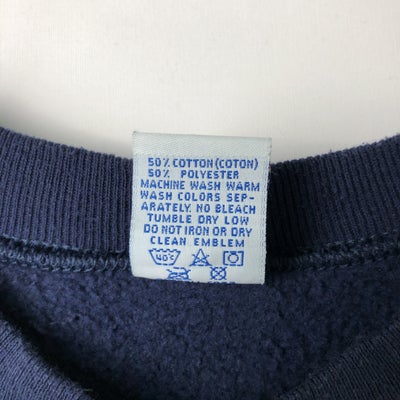 50% COTTON (COTON)
50% POLYESTER
MACHINE WASH WARM
WASH COLORS SEP-
ARATELY. NO BLEACH
TUMBLE DRY LOW
DO NOT IRON OR DRY
CLEAN EMBLEM
40°c